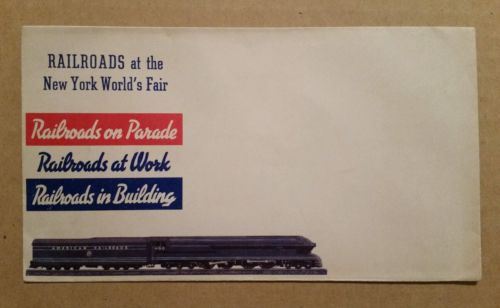 RAILROADS at the
New York World's Fair
Railroads on Parade
Railroads at Work
Railroads in Building
AMERICAN RAILROADS